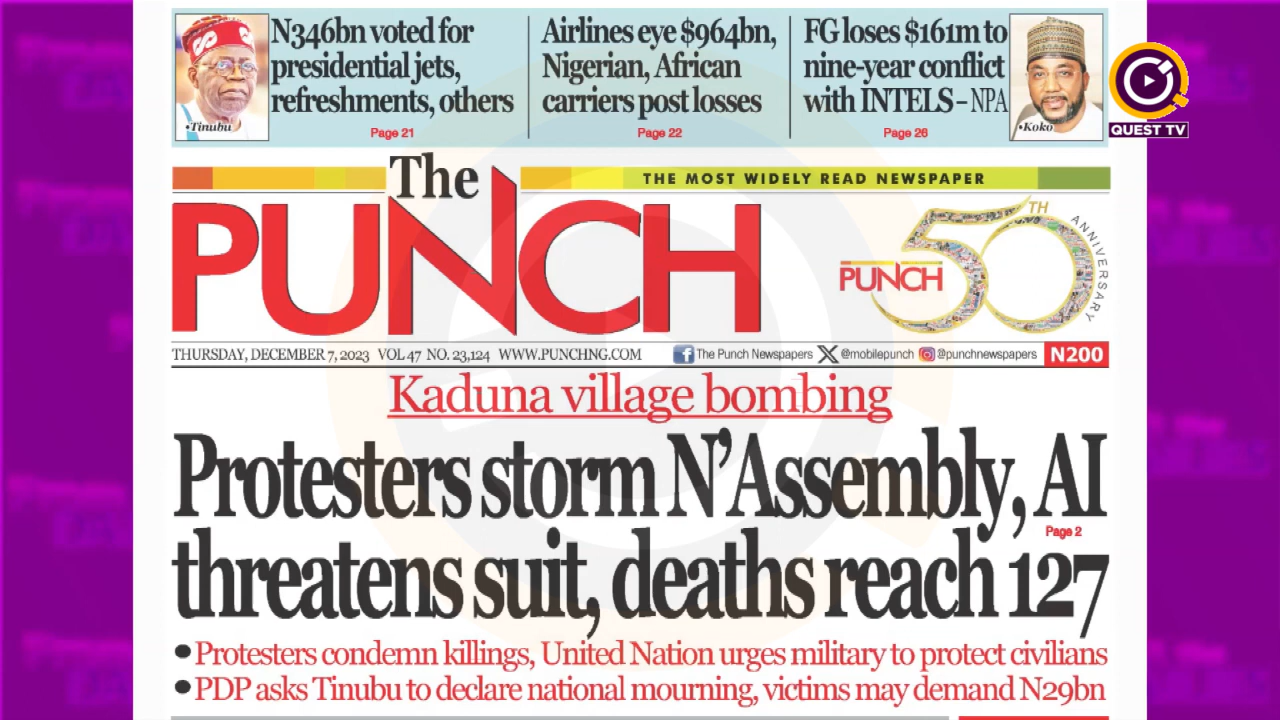 N346bn voted for
presidential jets,
refreshments, others
Page 21
•Tinubu
Airlines eye $964bn,
Nigerian, African
carriers post losses
Page 22
FG loses $161m to
nine-year conflict
with INTELS – NPA
Page 26
•Koko
QUEST TV
The
THE MOST WIDELY READ NEWSPAPER
PUNCH
PUNCH
50TH
ANNIVERSARY
THURSDAY, DECEMBER 7, 2023 VOL 47 NO. 23,124 WWW.PUNCHNG.COM
The Punch Newspapers @mobilepunch @punchnewspapers N200
Kaduna village bombing
Protesters storm N’Assembly, AI
Page 2
threatens suit, deaths reach 127
•Protesters condemn killings, United Nation urges military to protect civilians
•PDP asks Tinubu to declare national mourning, victims may demand N29bn